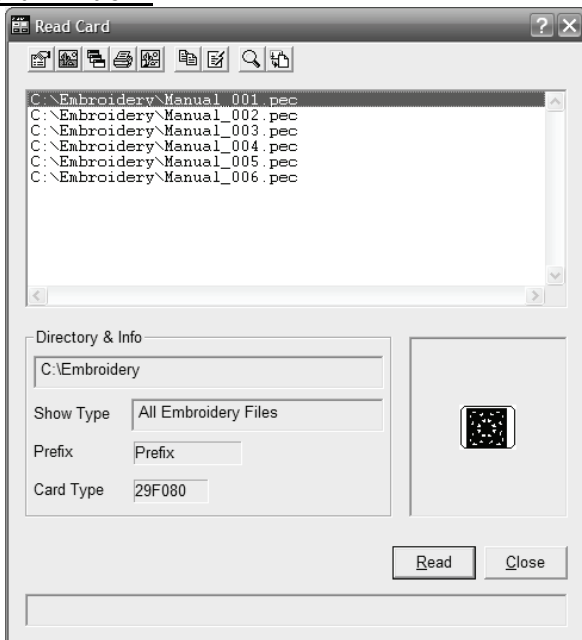 Read Card
C:\Embroidery\Manual_001.pec
C:\Embroidery\Manual_002.pec
C:\Embroidery\Manual_003.pec
C:\Embroidery\Manual_004.pec
C:\Embroidery\Manual_005.pec
C:\Embroidery\Manual_006.pec
Directory & Info
C:\Embroidery
Show Type All Embroidery Files
Prefix Prefix
Card Type 29F080
Read Close